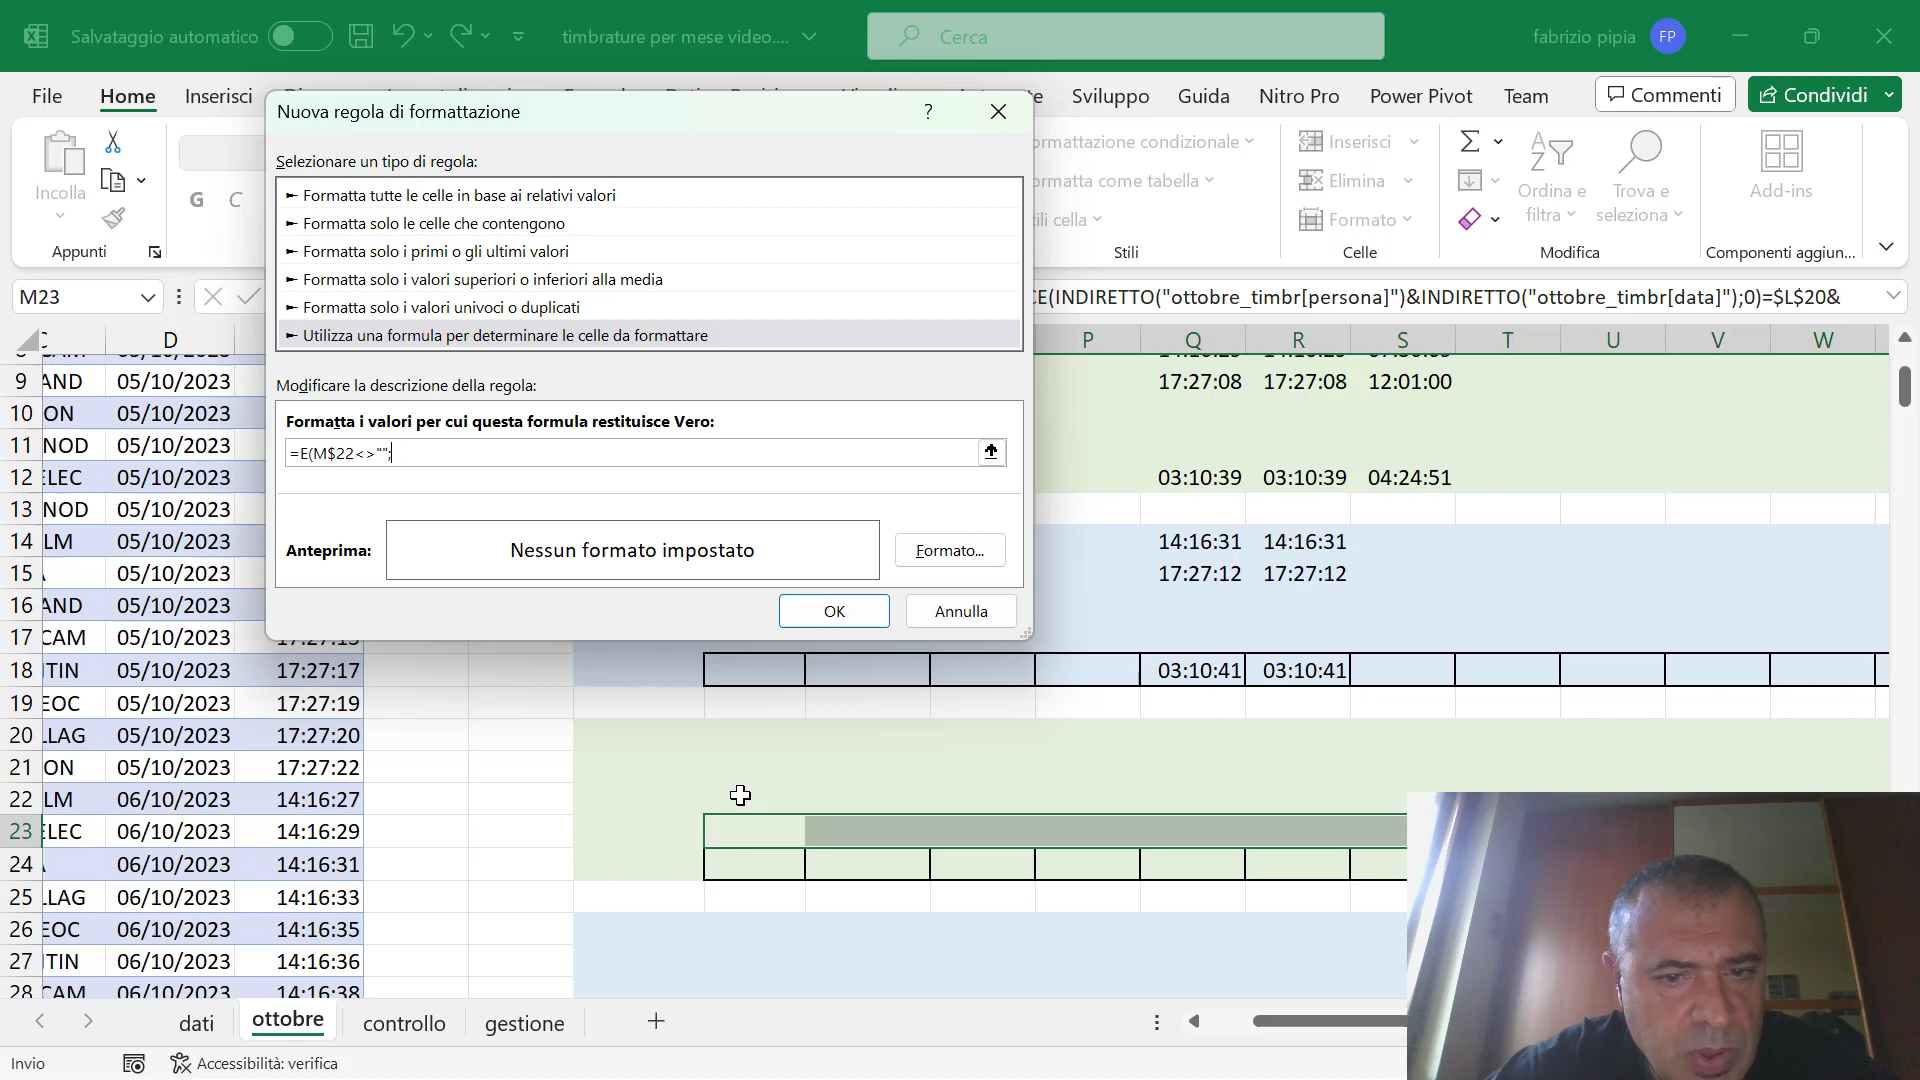 Salvataggio automatico
timbrature per mese video....
Cerca
fabrizio pipia
FP
File
Home
Inserisci
Sviluppo
Guida
Nitro Pro
Power Pivot
Team
Commenti
Condividi
Nuova regola di formattazione
?
Selezionare un tipo di regola:
► Formatta tutte le celle in base ai relativi valori
► Formatta solo le celle che contengono
► Formatta solo i primi o gli ultimi valori
► Formatta solo i valori superiori o inferiori alla media
► Formatta solo i valori univoci o duplicati
► Utilizza una formula per determinare le celle da formattare
Modificare la descrizione della regola:
Formatta i valori per cui questa formula restituisce Vero:
=E(M$22<>"";
Anteprima:
Nessun formato impostato
Formato...
OK
Annulla
Incolla
G C
Appunti
ormattazione condizionale
ormatta come tabella
tili cella
Stili
Inserisci
Elimina
Formato
Celle
Ordina e
filtra
Trova e
seleziona
Modifica
Add-ins
Componenti aggiun...
M23
CE(INDIRETTO("ottobre_timbr[persona]")&INDIRETTO("ottobre_timbr[data]");0)=$L$20&
C D P Q R S T U V W
9 AND 05/10/2023 17:27:08 17:27:08 12:01:00
10 ON 05/10/2023
11 NOD 05/10/2023
12 ELEC 05/10/2023 03:10:39 03:10:39 04:24:51
13 NOD 05/10/2023
14 LM 05/10/2023 14:16:31 14:16:31
15 05/10/2023 17:27:12 17:27:12
16 AND 05/10/2023
17 CAM 05/10/2023
18 TIN 05/10/2023 17:27:17 03:10:41 03:10:41
19 EOC 05/10/2023 17:27:19
20 LLAG 05/10/2023 17:27:20
21 ON 05/10/2023 17:27:22
22 LM 06/10/2023 14:16:27
23 ELEC 06/10/2023 14:16:29
24 06/10/2023 14:16:31
25 LLAG 06/10/2023 14:16:33
26 EOC 06/10/2023 14:16:35
27 TIN 06/10/2023 14:16:36
28 CAM 06/10/2023 14:16:38
dati
ottobre
controllo
gestione
Invio
Accessibilità: verifica